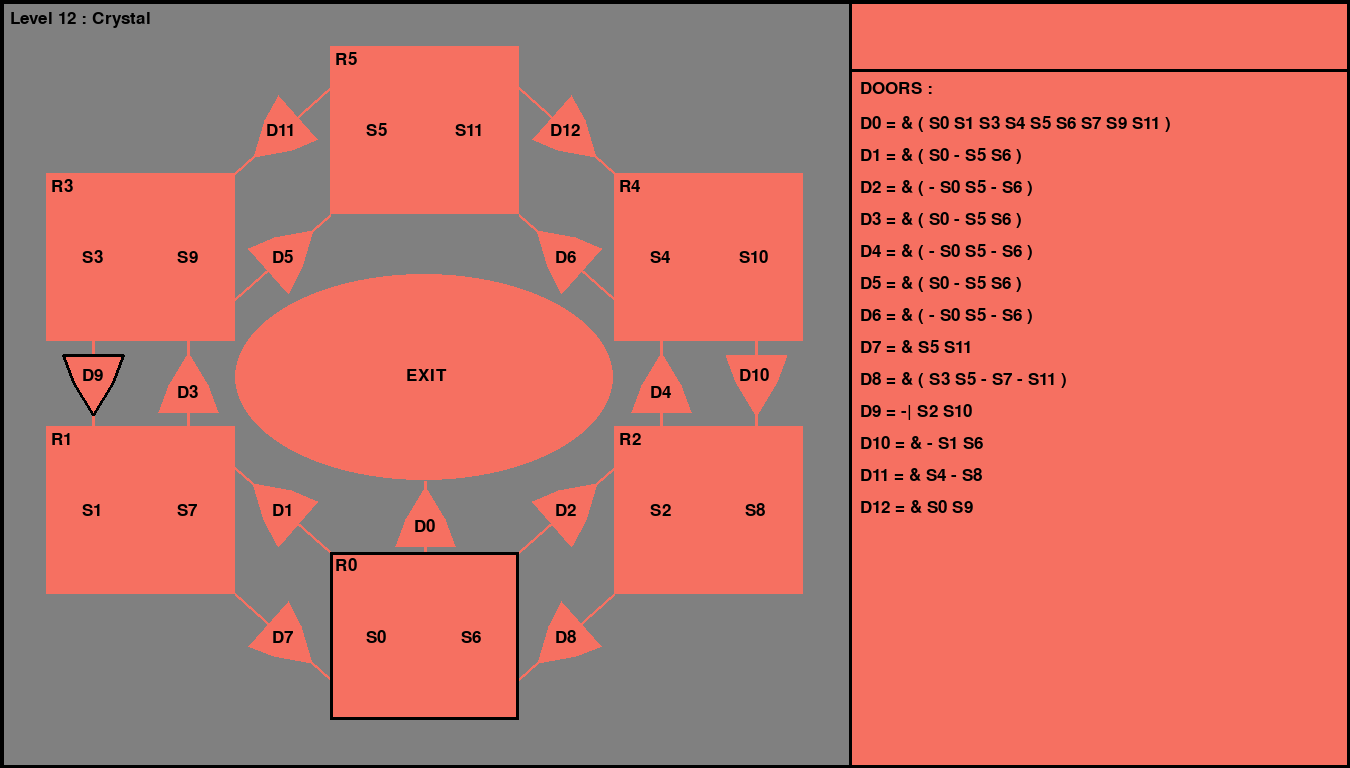 Level 12 : Crystal
R5
D11
S5 S11
D12
R3
R4
S3 S9
D5
D6
S4 S10
D9
D3
EXIT
D4
D10
R1
R2
S1 S7
D1
D0
D2
S2 S8
R0
D7
S0 S6
D8
DOORS :
D0 = & ( S0 S1 S3 S4 S5 S6 S7 S9 S11 )
D1 = & ( S0 - S5 S6 )
D2 = & ( - S0 S5 - S6 )
D3 = & ( S0 - S5 S6 )
D4 = & ( - S0 S5 - S6 )
D5 = & ( S0 - S5 S6 )
D6 = & ( - S0 S5 - S6 )
D7 = & S5 S11
D8 = & ( S3 S5 - S7 - S11 )
D9 = -| S2 S10
D10 = & - S1 S6
D11 = & S4 - S8
D12 = & S0 S9